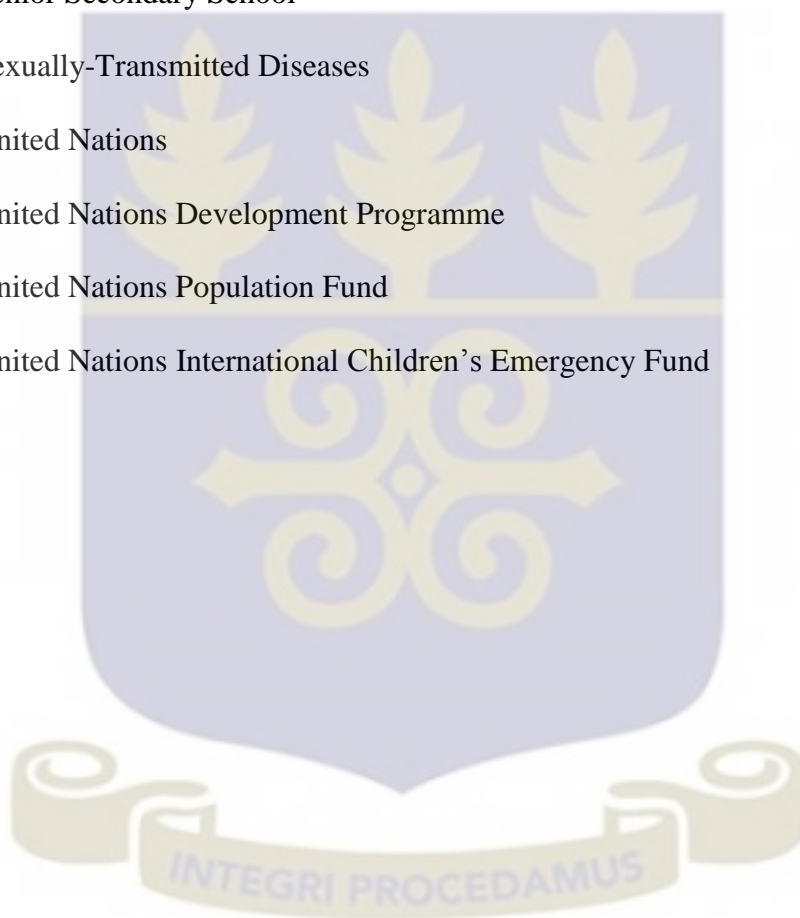 enior Secondary School
exually-Transmitted Diseases
nited Nations
nited Nations Development Programme
nited Nations Population Fund
nited Nations International Children’s Emergency Fund
INTEGRI PROCEDAMUS